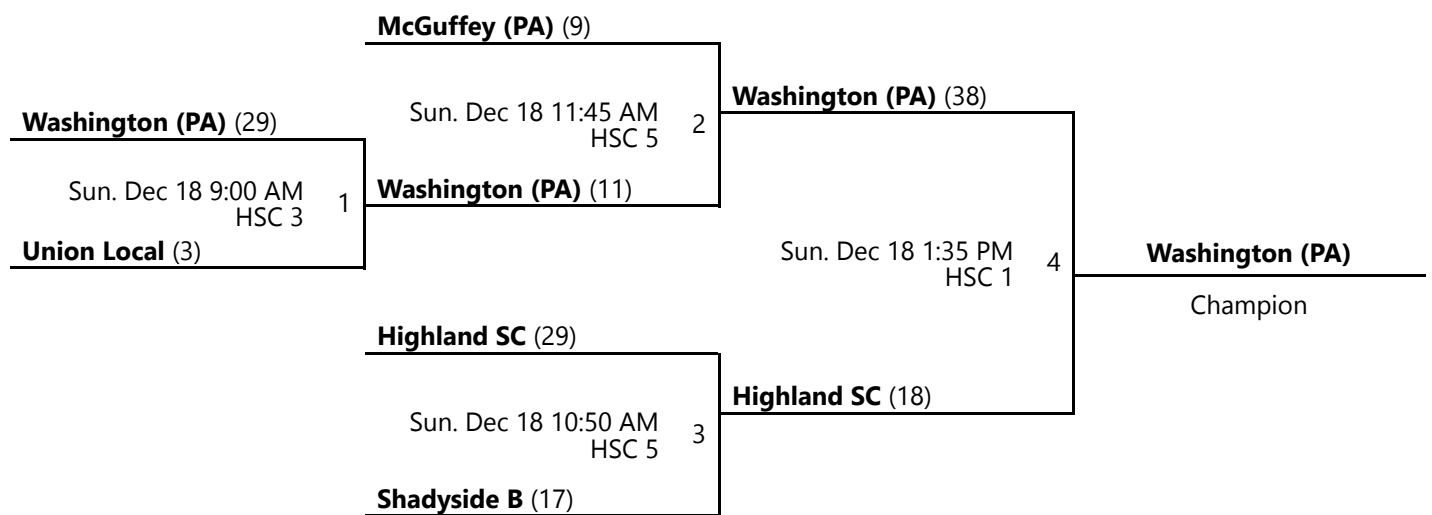 McGuffey (PA) (9)
Washington (PA) (38)
Washington (PA) (29)
Sun. Dec 18 11:45 AM
HSC 5
2
Sun. Dec 18 9:00 AM
HSC 3
1
Washington (PA) (11)
Union Local (3)
Sun. Dec 18 1:35 PM
HSC 1
4
Washington (PA)
Champion
Highland SC (29)
Highland SC (18)
Sun. Dec 18 10:50 AM
HSC 5
3
Shadyside B (17)